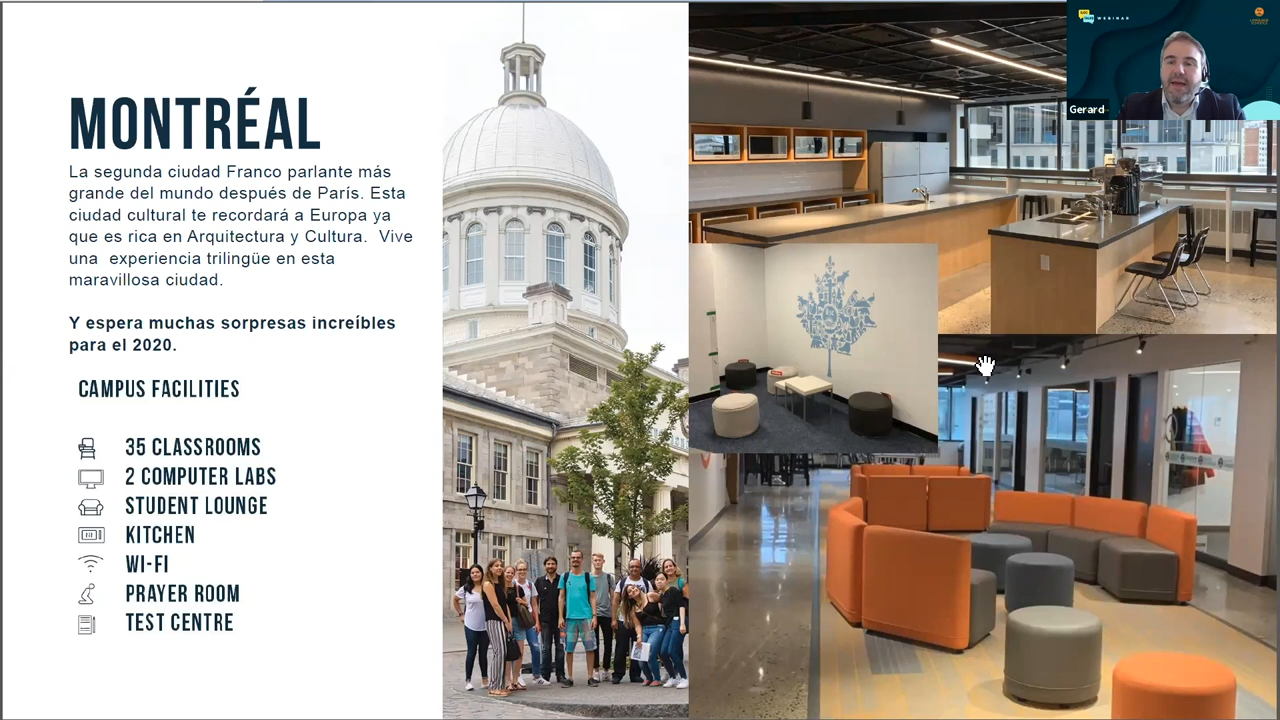 MONTRÉAL
La segunda ciudad Franco parlante más
grande del mundo después de París. Esta
ciudad cultural te recordará a Europa ya
que es rica en Arquitectura y Cultura. Vive
una experiencia trilingüe en esta
maravillosa ciudad.
Y espera muchas sorpresas increíbles
para el 2020.
CAMPUS FACILITIES
35 CLASSROOMS
2 COMPUTER LABS
STUDENT LOUNGE
KITCHEN
WI-FI
PRAYER ROOM
TEST CENTRE
WEBINAR
Gerard